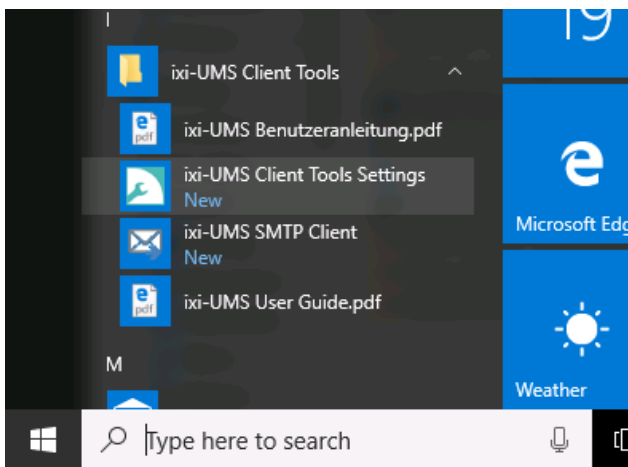 I
19
ixi-UMS Client Tools
ixi-UMS Benutzeranleitung.pdf
ixi-UMS Client Tools Settings
New
ixi-UMS SMTP Client
New
ixi-UMS User Guide.pdf
M
Microsoft Edg
Weather
Type here to search